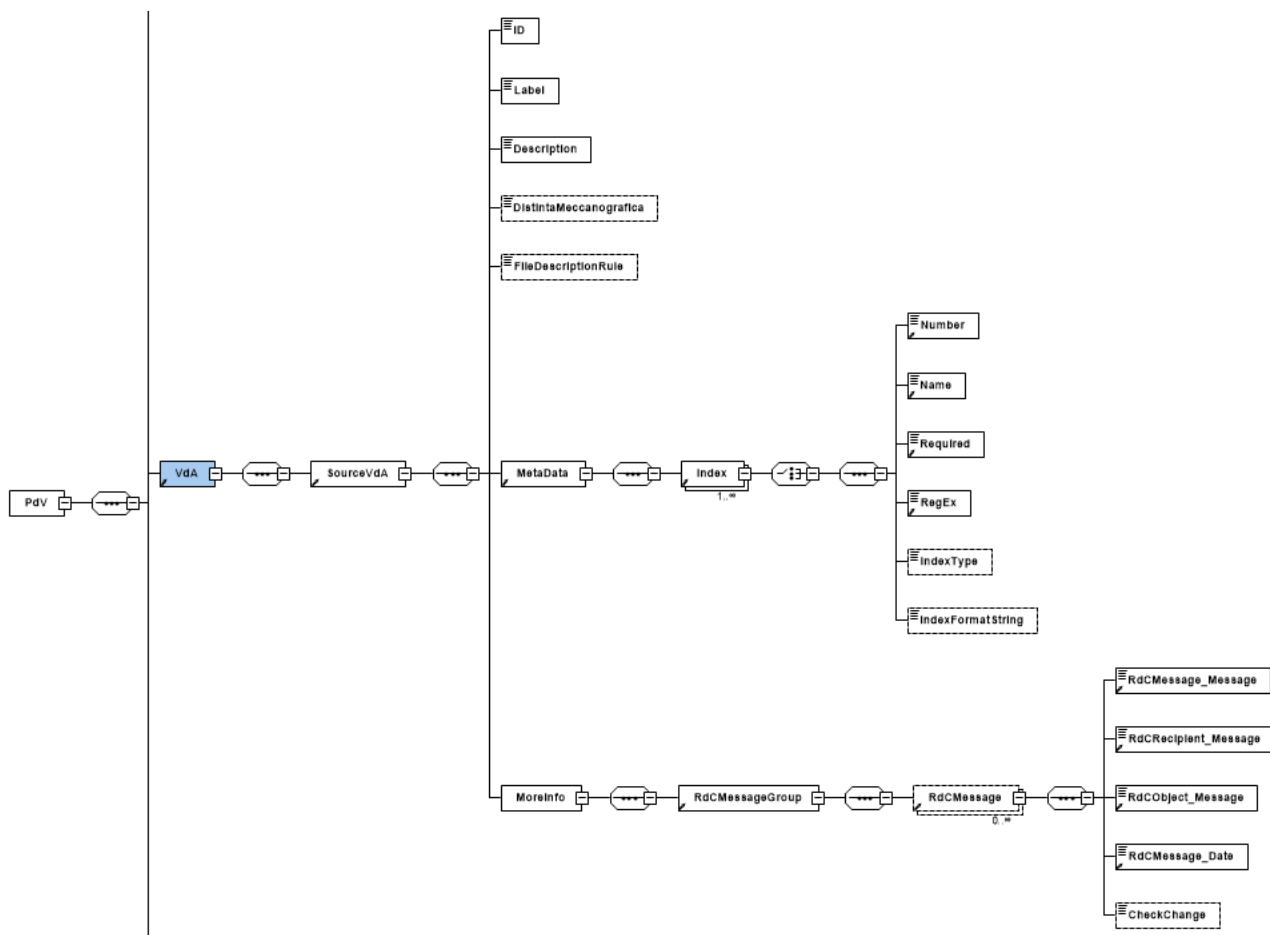 ID
Label
Description
DistintaMeccanografica
FileDescriptionRule
Number
Name
Required
VdA
SourceVdA
MetaData
Index
1..∞
PdV
RegEx
IndexType
IndexFormatString
RdCMessage_Message
RdCRecipient_Message
MoreInfo
RdCMessageGroup
RdCMessage
0..∞
RdCObject_Message
RdCMessage_Date
CheckChange